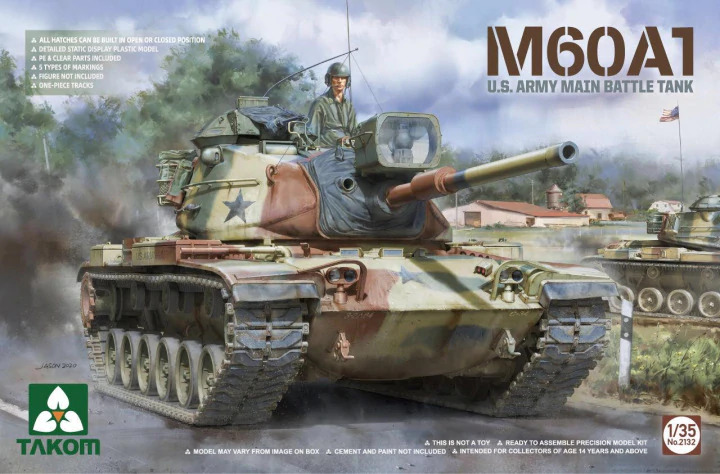 M60A1
U.S. ARMY MAIN BATTLE TANK
ALL HATCHES CAN BE BUILT IN OPEN OR CLOSED POSITION
DETAILED STATIC DISPLAY PLASTIC MODEL
PE & CLEAR PARTS INCLUDED
5 TYPES OF MARKINGS
FIGURE NOT INCLUDED
ONE-PIECE TRACKS
JASON 2020
TAKOM
THIS IS NOT A TOY READY TO ASSEMBLE PRECISION MODEL KIT
MODEL MAY VARY FROM IMAGE ON BOX CEMENT AND PAINT NOT INCLUDED INTENDED FOR COLLECTORS OF AGE 14 YEARS AND ABOVE
1/35
No.2132